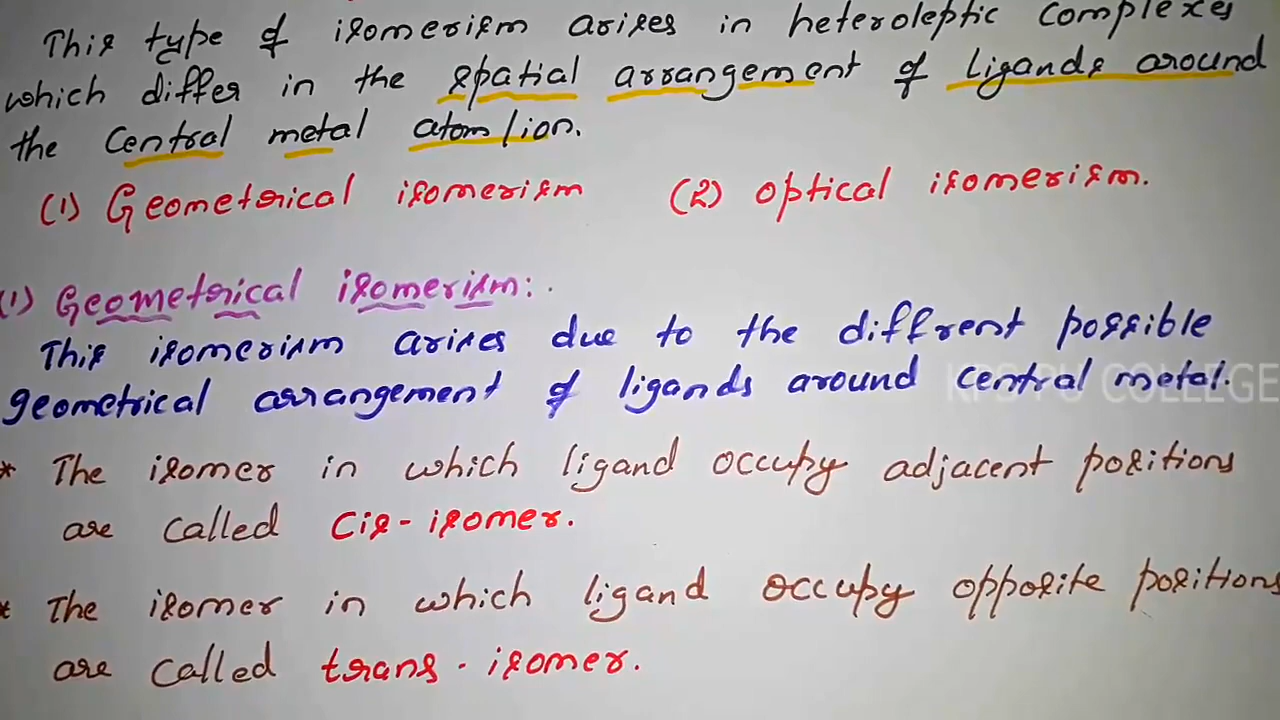 This type of isomerism arises in heteroleptic complexes
which differ in the spatial arrangement of ligands around
the central metal atom/ion.
(1) Geometrical isomerism (2) optical isomerism.
(1) Geometrical isomerism:.
This isomerism arises due to the diffrent possible
geometrical arrangement of ligands around central metal.
KPS PU COLLEGE
* The isomer in which ligand occupy adjacent positions
are called Cis-isomer.
* The isomer in which ligand occupy opposite positions
are called trans-isomer.